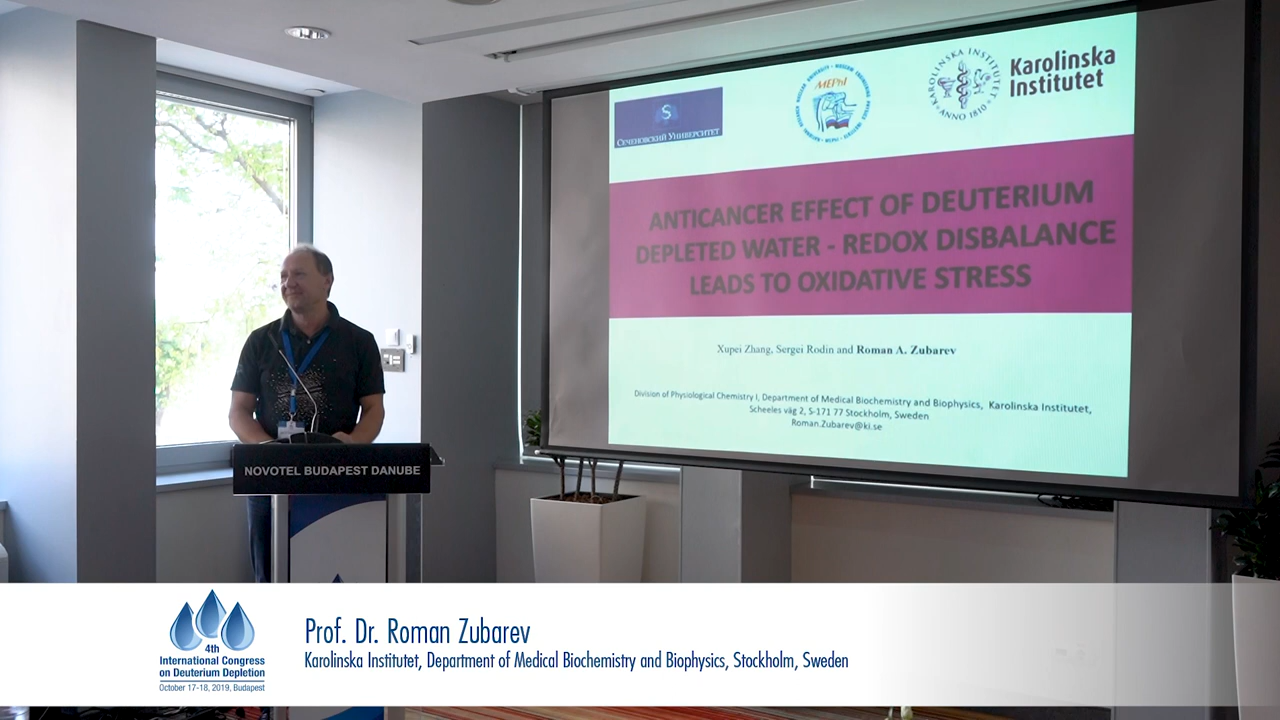 СЕЧЕНОВСКИЙ УНИВЕРСИТЕТ
MEPhI
KAROLINSKA INSTITUTET
ANNO 1810
Karolinska
Institutet
ANTICANCER EFFECT OF DEUTERIUM
DEPLETED WATER - REDOX DISBALANCE
LEADS TO OXIDATIVE STRESS
Xupei Zhang, Sergei Rodin and Roman A. Zubarev
Division of Physiological Chemistry I, Department of Medical Biochemistry and Biophysics, Karolinska Institutet,
Scheeles väg 2, S-171 77 Stockholm, Sweden
Roman.Zubarev@ki.se
NOVOTEL BUDAPEST DANUBE
4th
International Congress
on Deuterium Depletion
October 17-18, 2019, Budapest
Prof. Dr. Roman Zubarev
Karolinska Institutet, Department of Medical Biochemistry and Biophysics, Stockholm, Sweden